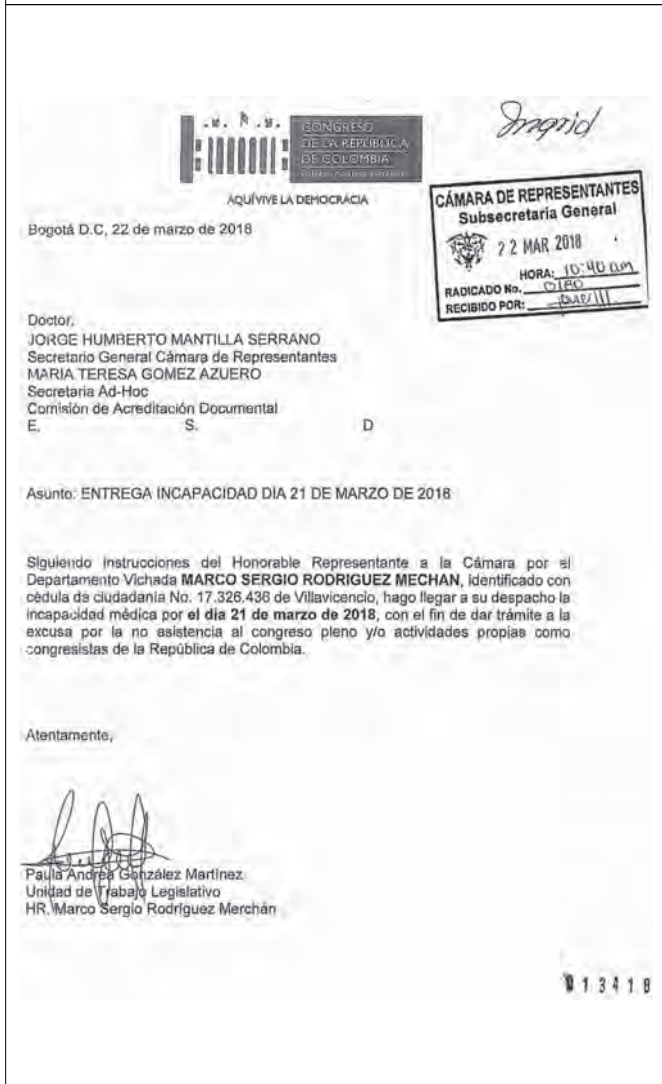 Ingrid
CONGRESO
DE LA REPÚBLICA
DE COLOMBIA
AQUÍ VIVE LA DEMOCRACIA
CÁMARA DE REPRESENTANTES
Subsecretaria General
22 MAR 2018
HORA: 10:40 am
RADICADO No.
RECIBIDO POR:
Bogotá D.C, 22 de marzo de 2018
Doctor,
JORGE HUMBERTO MANTILLA SERRANO
Secretario General Cámara de Representantes
MARIA TERESA GOMEZ AZUERO
Secretaria Ad-Hoc
Comisión de Acreditación Documental
E. S. D
Asunto: ENTREGA INCAPACIDAD DIA 21 DE MARZO DE 2018
Siguiendo instrucciones del Honorable Representante a la Cámara por el
Departamento Vichada MARCO SERGIO RODRIGUEZ MECHAN, identificado con
cédula de ciudadanía No. 17.326.436 de Villavicencio, hago llegar a su despacho la
incapacidad médica por el día 21 de marzo de 2018, con el fin de dar trámite a la
excusa por la no asistencia al congreso pleno y/o actividades propias como
congresistas de la República de Colombia.
Atentamente,
Paula Andrea González Martínez
Unidad de Trabajo Legislativo
HR. Marco Sergio Rodríguez Merchán
13418